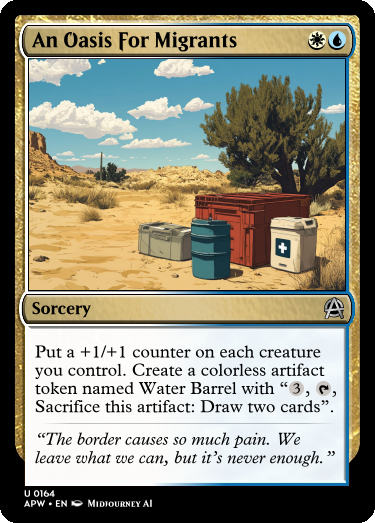 An Oasis For Migrants
Sorcery
Put a +1/+1 counter on each creature
you control. Create a colorless artifact
token named Water Barrel with “3, T,
Sacrifice this artifact: Draw two cards”.
“The border causes so much pain. We
leave what we can, but it’s never enough.”
U 0164
APW • EN Midjourney AI